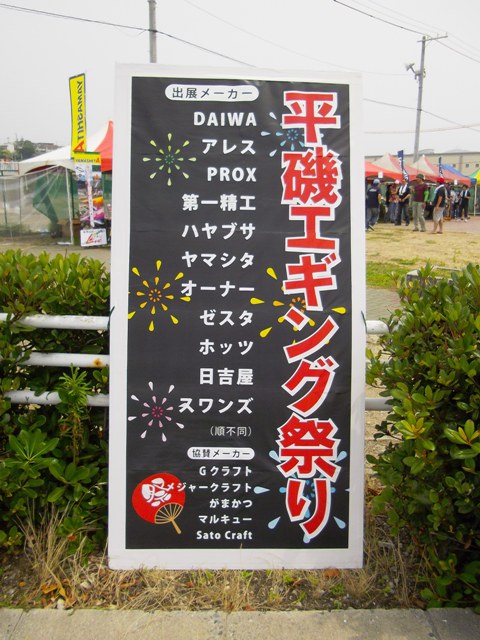 平磯エギング祭り
出展メーカー
DAIWA
アレス
PROX
第一精工
ハヤブサ
ヤマシタ
オーナー
ゼスタ
ホッツ
日吉屋
ヌワンズ
(順不同)
協賛メーカー
Gクラフト
メジャークラフト
がまかつ
マルキュー
Sato Craft
YAMASHITA